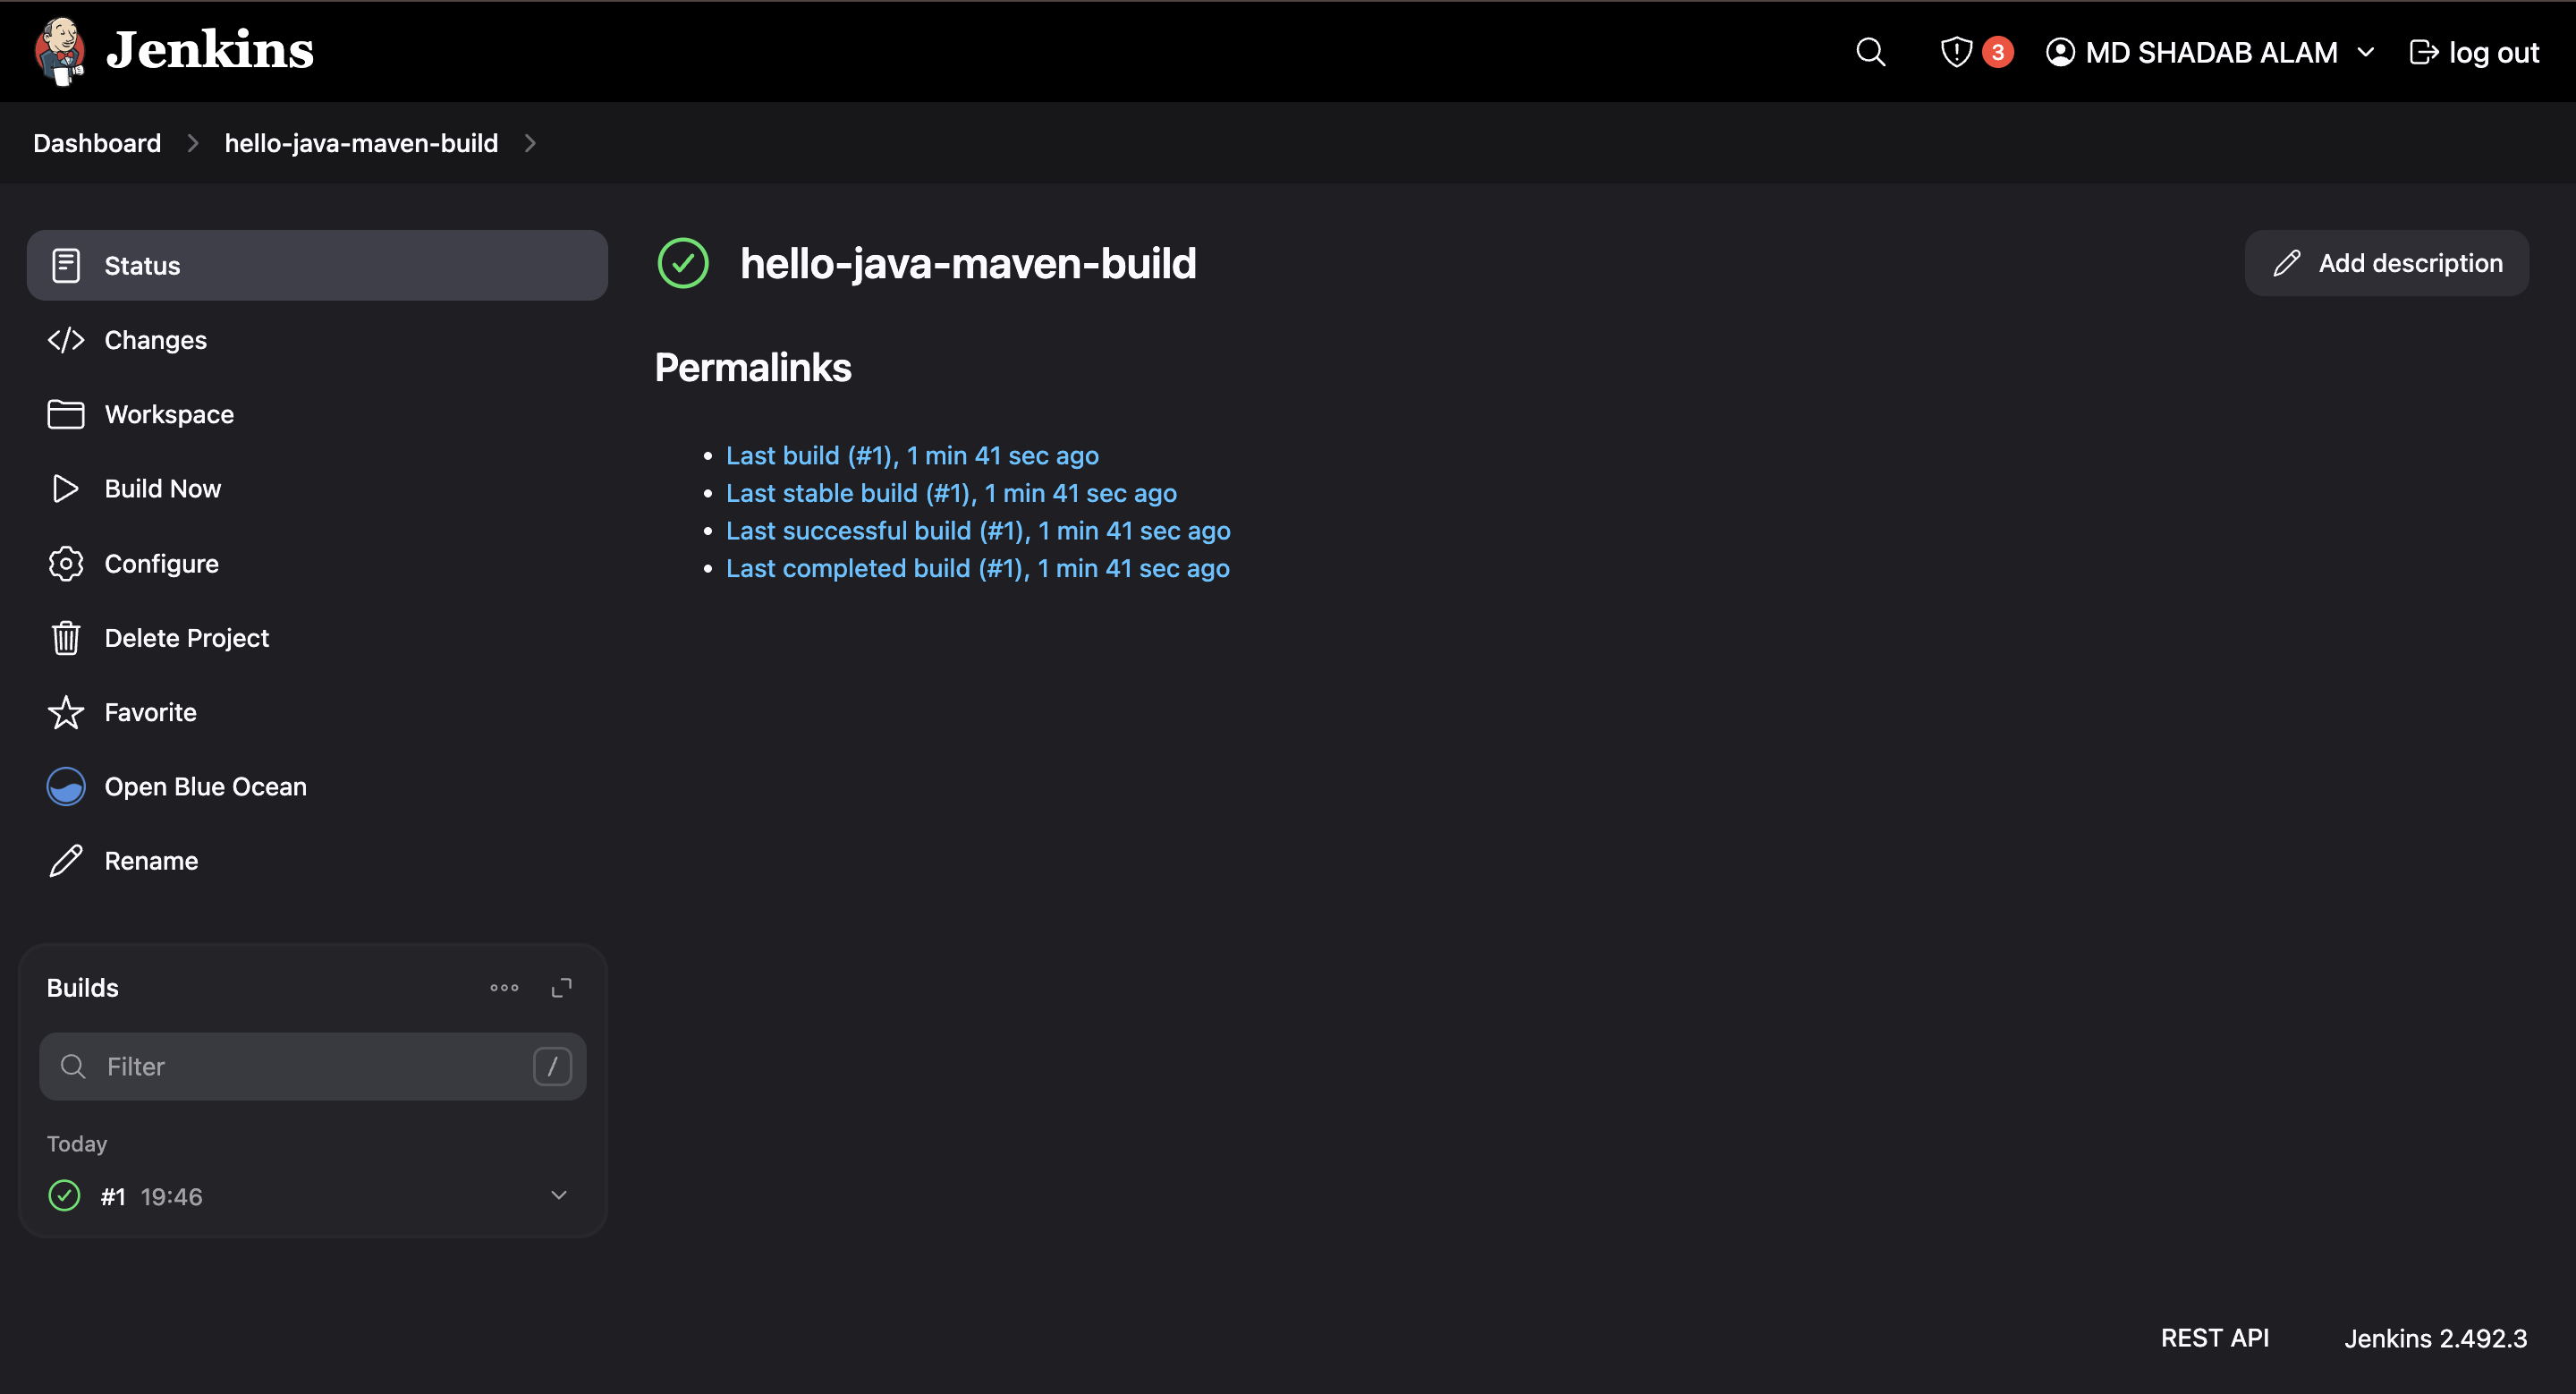 Jenkins
3
MD SHADAB ALAM
log out
Dashboard
hello-java-maven-build
Status
Changes
Workspace
Build Now
Configure
Delete Project
Favorite
Open Blue Ocean
Rename
hello-java-maven-build
Add description
Permalinks
Last build (#1), 1 min 41 sec ago
Last stable build (#1), 1 min 41 sec ago
Last successful build (#1), 1 min 41 sec ago
Last completed build (#1), 1 min 41 sec ago
Builds
Filter
/
Today
#1 19:46
REST API
Jenkins 2.492.3